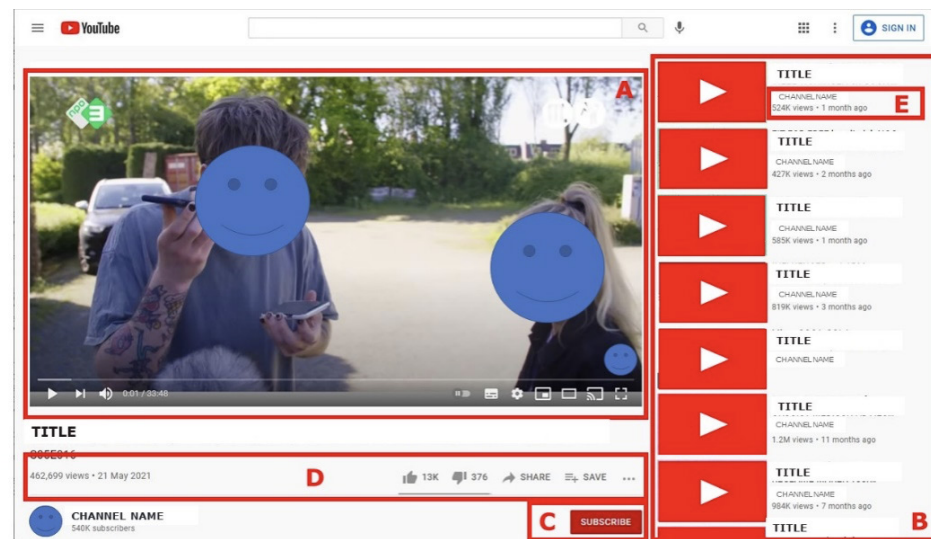 YouTube
SIGN IN
A
npo 3
0:01 / 33:48
TITLE
462,699 views • 21 May 2021
D
13K
376
SHARE
SAVE
CHANNEL NAME
540K subscribers
C
SUBSCRIBE
TITLE
CHANNEL NAME
524K views • 1 month ago
E
TITLE
CHANNEL NAME
427K views • 2 months ago
TITLE
CHANNEL NAME
585K views • 1 month ago
TITLE
CHANNEL NAME
819K views • 3 months ago
TITLE
CHANNEL NAME
TITLE
CHANNEL NAME
1.2M views • 11 months ago
TITLE
CHANNEL NAME
984K views • 7 months ago
TITLE
B